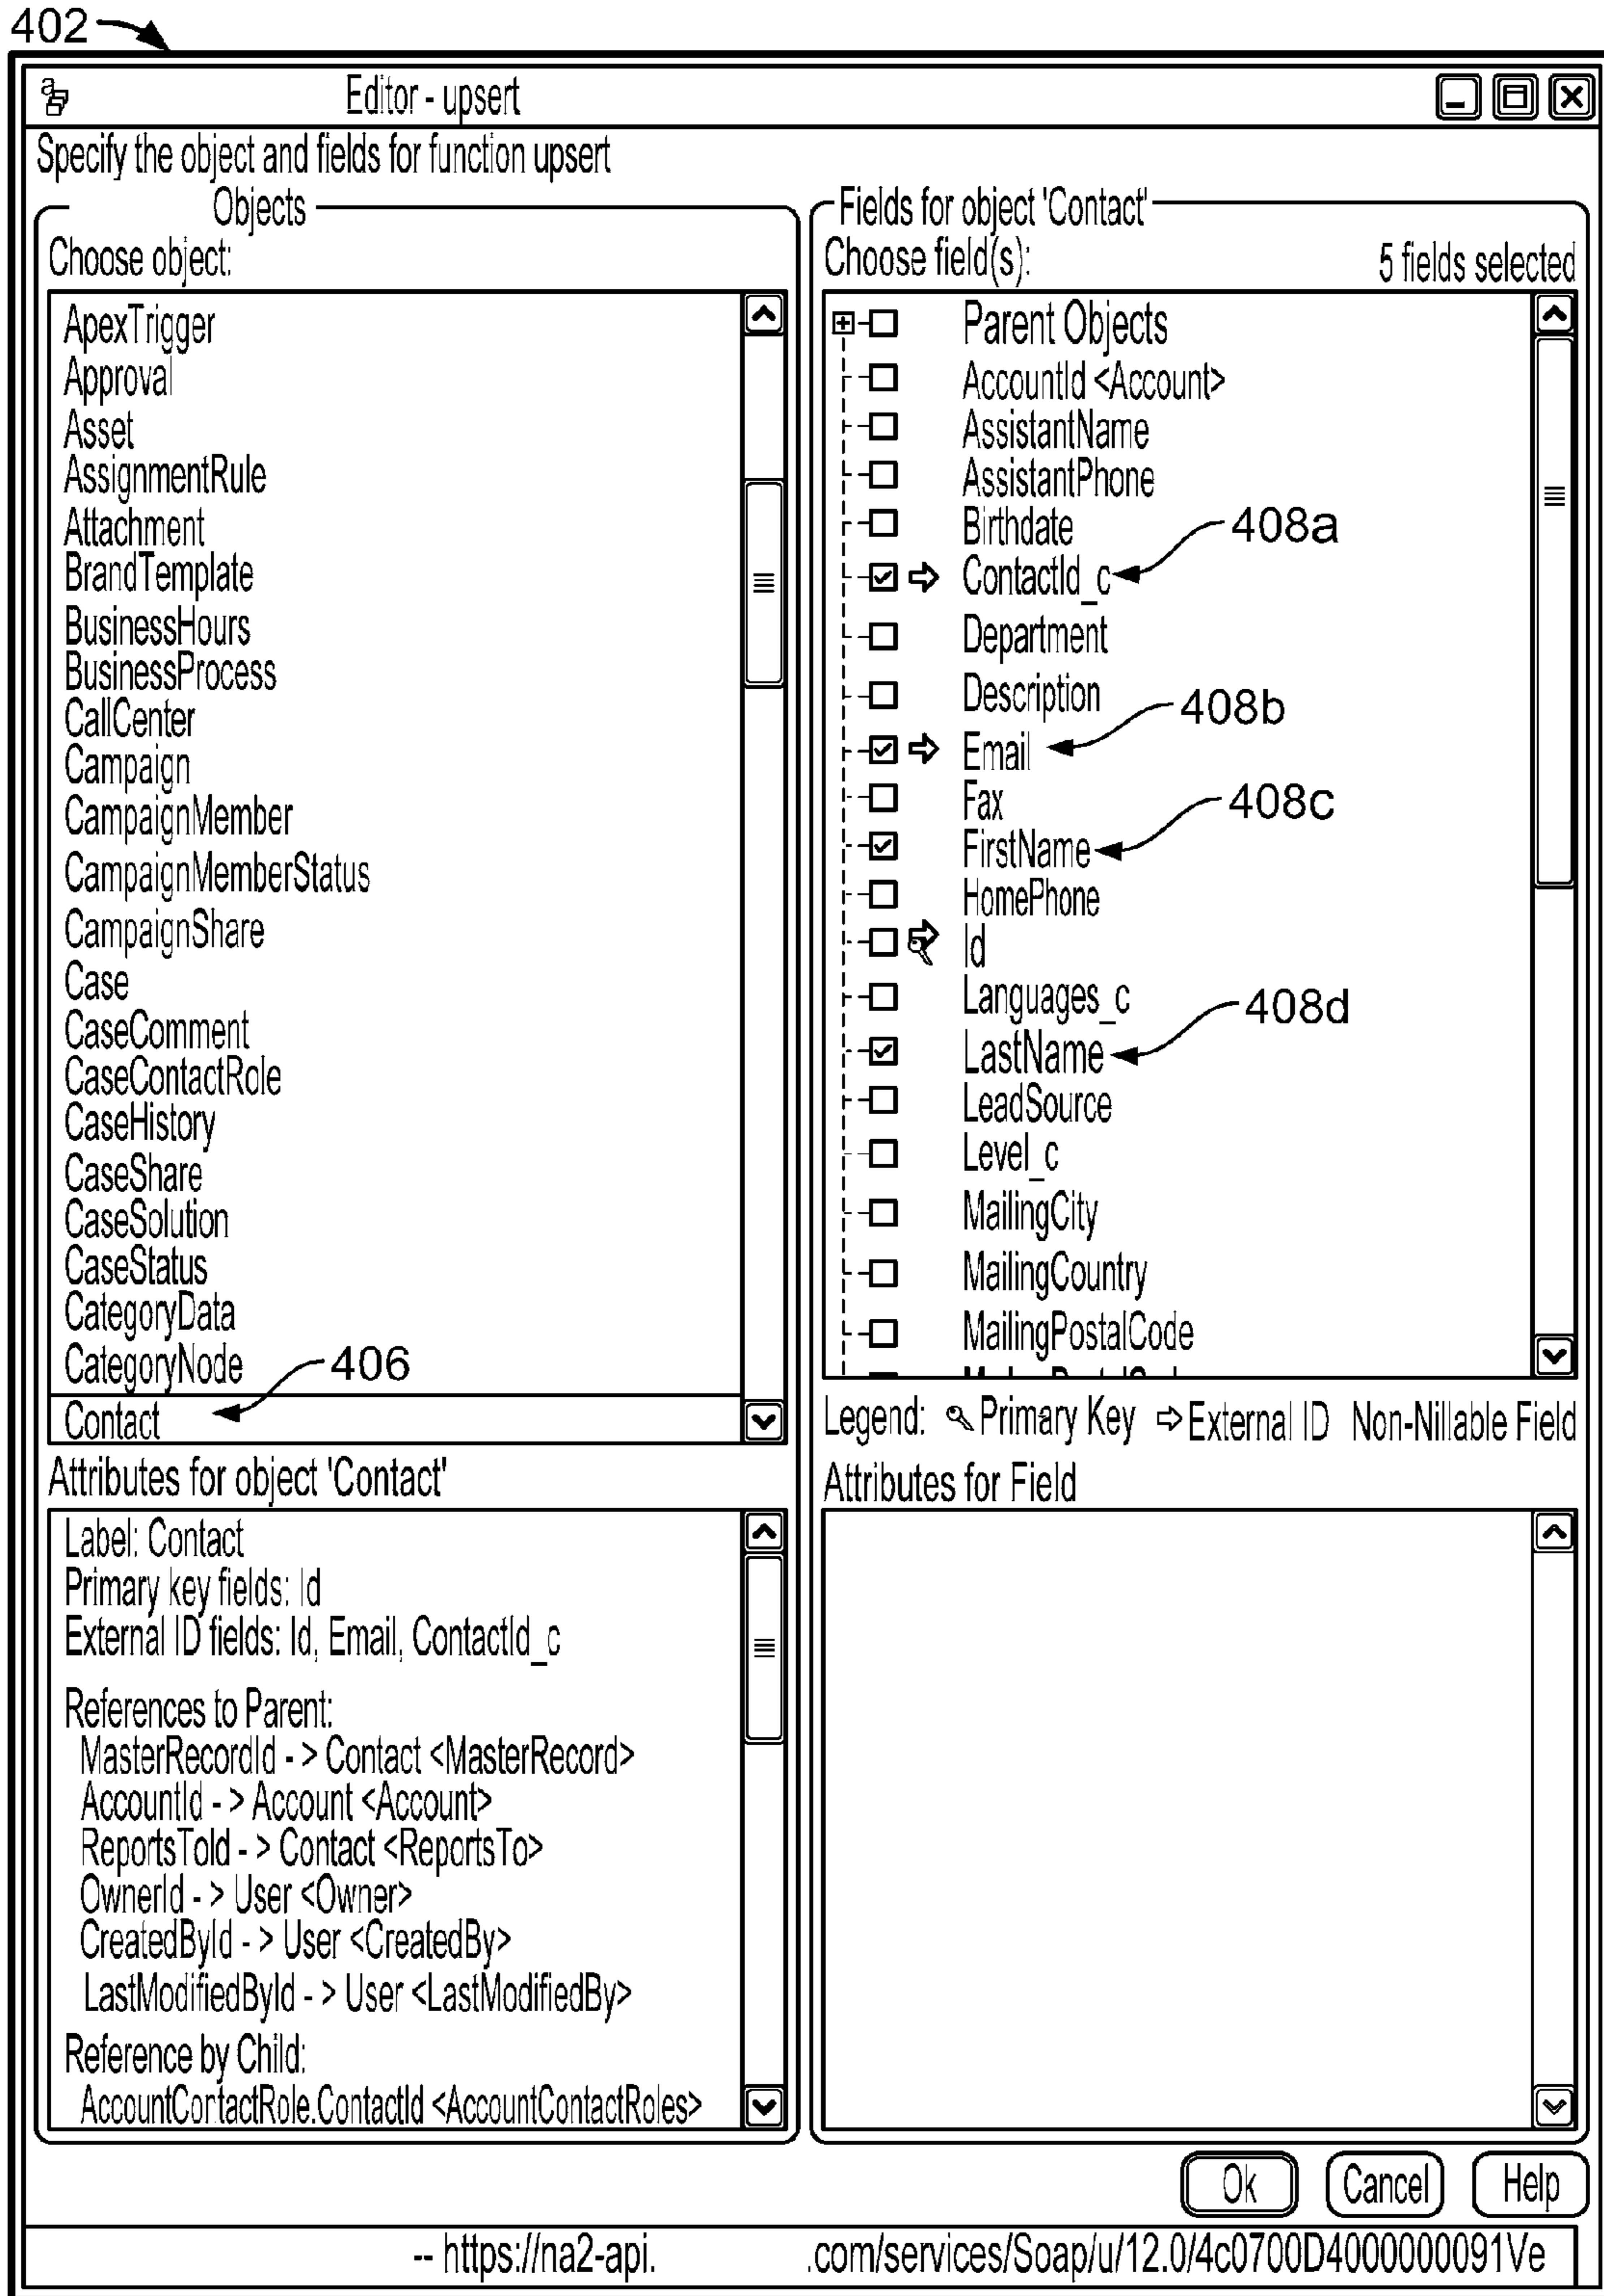 402
Editor - upsert
Specify the object and fields for function upsert
Objects
Choose object:
ApexTrigger
Approval
Asset
AssignmentRule
Attachment
BrandTemplate
BusinessHours
BusinessProcess
CallCenter
Campaign
CampaignMember
CampaignMemberStatus
CampaignShare
Case
CaseComment
CaseContactRole
CaseHistory
CaseShare
CaseSolution
CaseStatus
CategoryData
CategoryNode
406
Contact
Attributes for object 'Contact'
Label: Contact
Primary key fields: Id
External ID fields: Id, Email, ContactId_c
References to Parent:
MasterRecordId - > Contact <MasterRecord>
AccountId - > Account <Account>
ReportsToId - > Contact <ReportsTo>
OwnerId - > User <Owner>
CreatedById - > User <CreatedBy>
LastModifiedById - > User <LastModifiedBy>
Reference by Child:
AccountContactRole.ContactId <AccountContactRoles>
Fields for object 'Contact'
Choose field(s): 5 fields selected
Parent Objects
AccountId <Account>
AssistantName
AssistantPhone
Birthdate
408a
ContactId_c
Department
Description
408b
Email
Fax
408c
FirstName
HomePhone
Id
Languages_c
408d
LastName
LeadSource
Level_c
MailingCity
MailingCountry
MailingPostalCode
Legend: Primary Key External ID Non-Nillable Field
Attributes for Field
Ok Cancel Help
-- https://na2-api. .com/services/Soap/u/12.0/4c0700D4000000091Ve